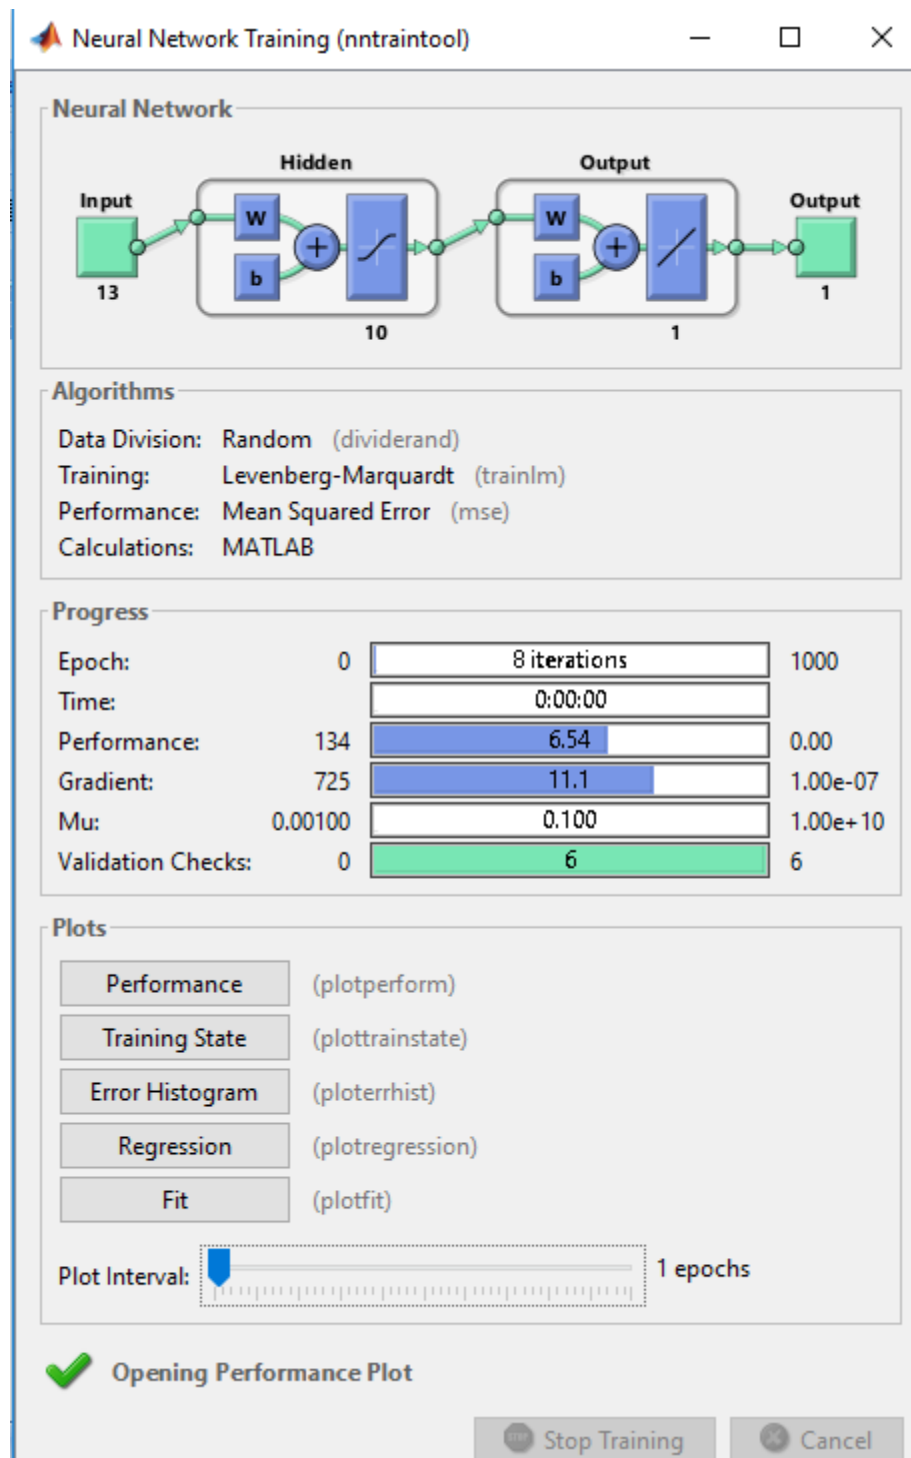 Neural Network Training (nntraintool)
Neural Network
Hidden Output
Input Output
W W
b b
13 1
10 1
Algorithms
Data Division: Random (dividerand)
Training: Levenberg-Marquardt (trainlm)
Performance: Mean Squared Error (mse)
Calculations: MATLAB
Progress
Epoch: 0 8 iterations 1000
Time: 0:00:00
Performance: 134 6.54 0.00
Gradient: 725 11.1 1.00e-07
Mu: 0.00100 0.100 1.00e+10
Validation Checks: 0 6 6
Plots
Performance (plotperform)
Training State (plottrainstate)
Error Histogram (ploterrhist)
Regression (plotregression)
Fit (plotfit)
Plot Interval: 1 epochs
Opening Performance Plot
STOP Stop Training Cancel